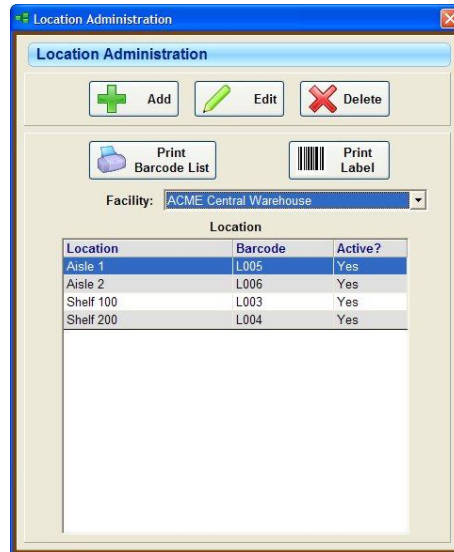 Location Administration
Location Administration
Add Edit Delete
Print Barcode List
Print Label
Facility: ACME Central Warehouse
Location
Location Barcode Active?
Aisle 1 L005 Yes
Aisle 2 L006 Yes
Shelf 100 L003 Yes
Shelf 200 L004 Yes